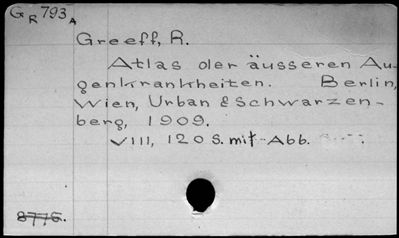 GR 793 A
Greeff, R.
Atlas der äusseren Au-
genkrankheiten. Berlin,
Wien, Urban & Schwarzen-
berg, 1909.
VIII, 120 S. mit Abb.
8776.